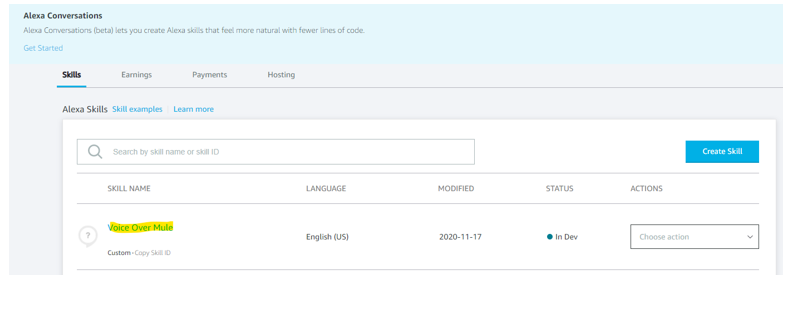 Alexa Conversations
Alexa Conversations (beta) lets you create Alexa skills that feel more natural with fewer lines of code.
Get Started
Skills Earnings Payments Hosting
Alexa Skills Skill examples Learn more
Search by skill name or skill ID Create Skill
SKILL NAME LANGUAGE MODIFIED STATUS ACTIONS
? Voice Over Mule English (US) 2020-11-17 In Dev Choose action
Custom - Copy Skill ID